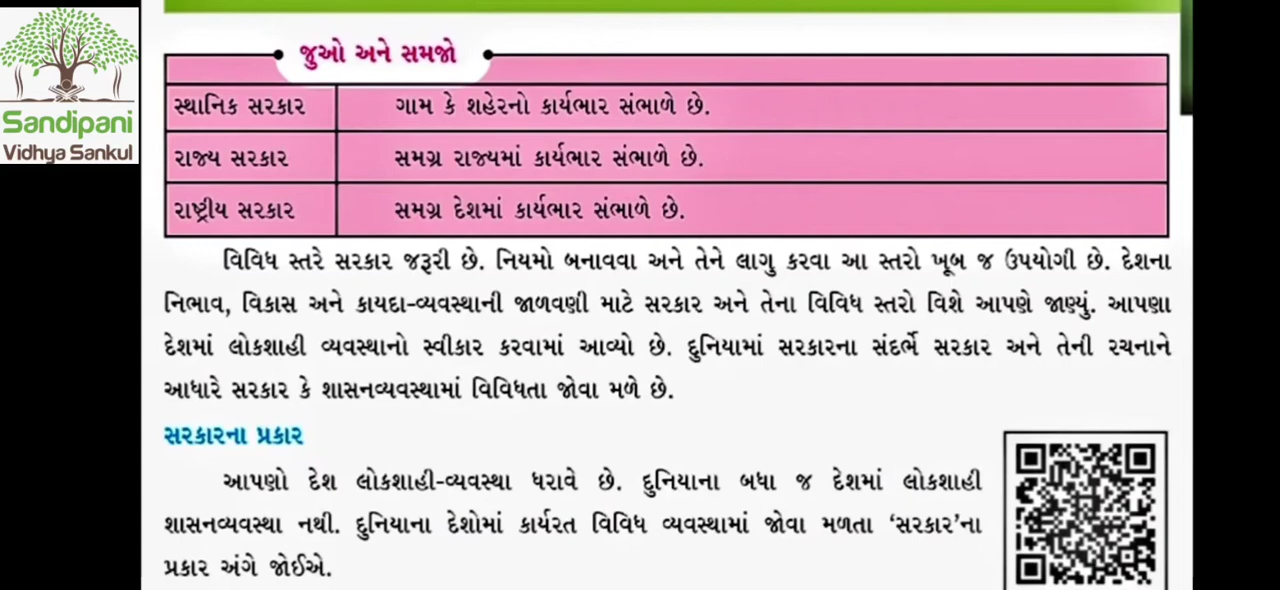 Sandipani
Vidhya Sankul
જુઓ અને સમજો
સ્થાનિક સરકાર ગામ કે શહેરનો કાર્યભાર સંભાળે છે.
રાજ્ય સરકાર સમગ્ર રાજ્યમાં કાર્યભાર સંભાળે છે.
રાષ્ટ્રીય સરકાર સમગ્ર દેશમાં કાર્યભાર સંભાળે છે.
વિવિધ સ્તરે સરકાર જરૂરી છે. નિયમો બનાવવા અને તેને લાગુ કરવા આ સ્તરો ખૂબ જ ઉપયોગી છે. દેશના
નિભાવ, વિકાસ અને કાયદા-વ્યવસ્થાની જાળવણી માટે સરકાર અને તેના વિવિધ સ્તરો વિશે આપણે જાણ્યું. આપણા
દેશમાં લોકશાહી વ્યવસ્થાનો સ્વીકાર કરવામાં આવ્યો છે. દુનિયામાં સરકારના સંદર્ભે સરકાર અને તેની રચનાને
આધારે સરકાર કે શાસનવ્યવસ્થામાં વિવિધતા જોવા મળે છે.
સરકારના પ્રકાર
આપણો દેશ લોકશાહી-વ્યવસ્થા ધરાવે છે. દુનિયાના બધા જ દેશમાં લોકશાહી
શાસનવ્યવસ્થા નથી. દુનિયાના દેશોમાં કાર્યરત વિવિધ વ્યવસ્થામાં જોવા મળતા ‘સરકાર’ના
પ્રકાર અંગે જોઈએ.